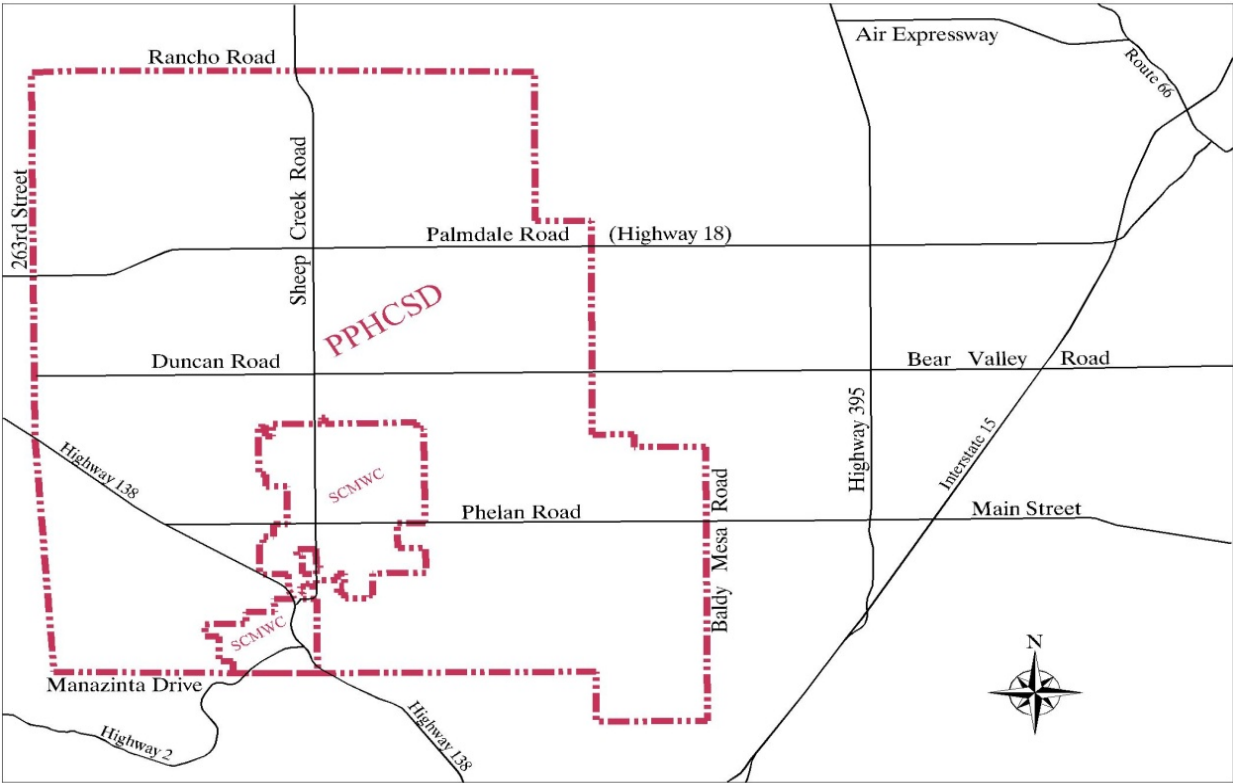 Air Expressway
Rancho Road
Route 66
263rd Street
Sheep Creek Road
Palmdale Road (Highway 18)
PPHCSD
Duncan Road
Bear Valley Road
Highway 395
Interstate 15
Highway 138
SCMWC
Phelan Road
Main Street
Baldy Mesa Road
SCMWC
N
Manazinta Drive
Highway 2
Highway 138